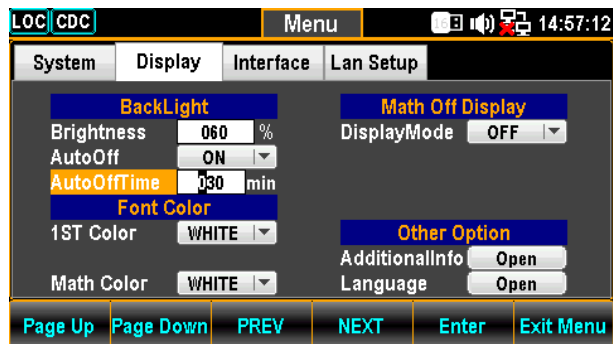 LOC CDC Menu 16 14:57:12
System Display Interface Lan Setup
BackLight
Brightness 060 %
AutoOff ON
AutoOffTime 030 min
Font Color
1ST Color WHITE
Math Color WHITE
Math Off Display
DisplayMode OFF
Other Option
AdditionalInfo Open
Language Open
Page Up Page Down PREV NEXT Enter Exit Menu